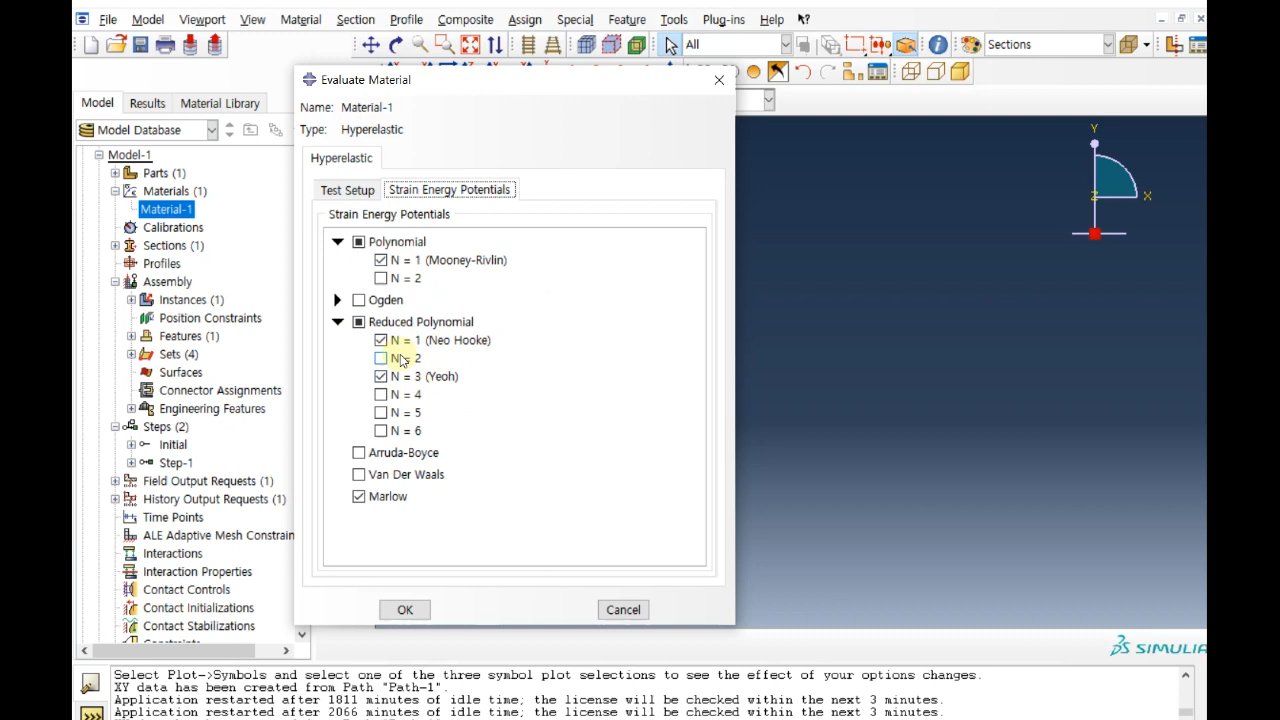 File Model Viewport View Material Section Profile Composite Assign Special Feature Tools Plug-ins Help
All
Sections
Evaluate Material
Model Results Material Library
Name: Material-1
Model Database
Type: Hyperelastic
Y
X
Z
Hyperelastic
Model-1
Parts (1)
Materials (1)
Material-1
Calibrations
Sections (1)
Profiles
Assembly
Instances (1)
Position Constraints
Features (1)
Sets (4)
Surfaces
Connector Assignments
Engineering Features
Steps (2)
Initial
Step-1
Field Output Requests (1)
History Output Requests (1)
Time Points
ALE Adaptive Mesh Constrain
Interactions
Interaction Properties
Contact Controls
Contact Initializations
Contact Stabilizations
Test Setup Strain Energy Potentials
Strain Energy Potentials
Polynomial
N = 1 (Mooney-Rivlin)
N = 2
Ogden
Reduced Polynomial
N = 1 (Neo Hooke)
N = 2
N = 3 (Yeoh)
N = 4
N = 5
N = 6
Arruda-Boyce
Van Der Waals
Marlow
OK Cancel
SIMULIA
Select Plot->Symbols and select one of the three symbol plot selections to see the effect of your options changes.
XY data has been created from Path "Path-1".
Application restarted after 1811 minutes of idle time; the license will be checked within the next 3 minutes.
Application restarted after 2066 minutes of idle time; the license will be checked within the next 3 minutes.
>>>